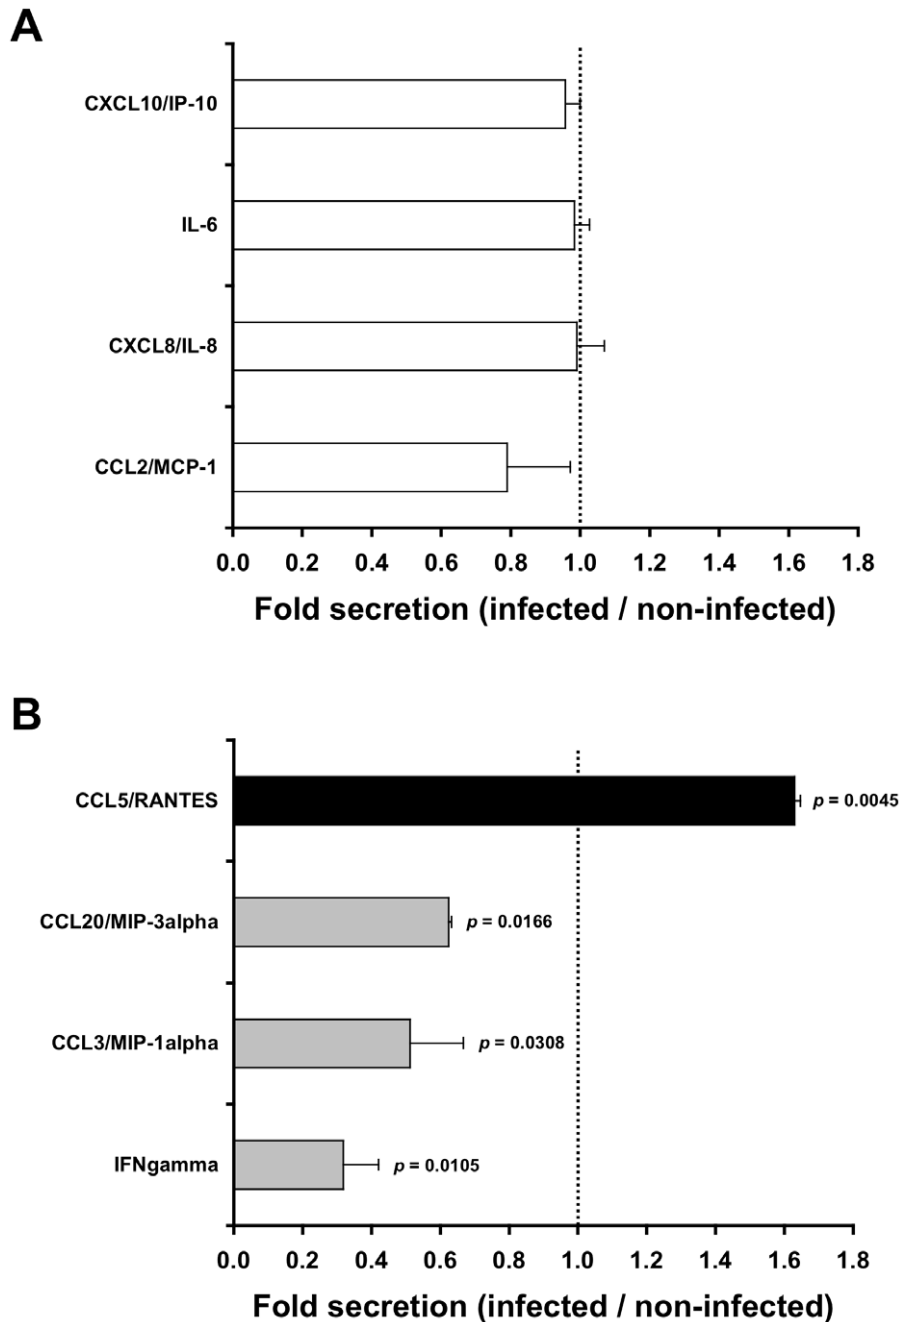 A
CXCL10/IP-10
IL-6
CXCL8/IL-8
CCL2/MCP-1
0.0 0.2 0.4 0.6 0.8 1.0 1.2 1.4 1.6 1.8
Fold secretion (infected / non-infected)
B
CCL5/RANTES
p = 0.0045
CCL20/MIP-3alpha
p = 0.0166
CCL3/MIP-1alpha
p = 0.0308
IFNgamma
p = 0.0105
0.0 0.2 0.4 0.6 0.8 1.0 1.2 1.4 1.6 1.8
Fold secretion (infected / non-infected)